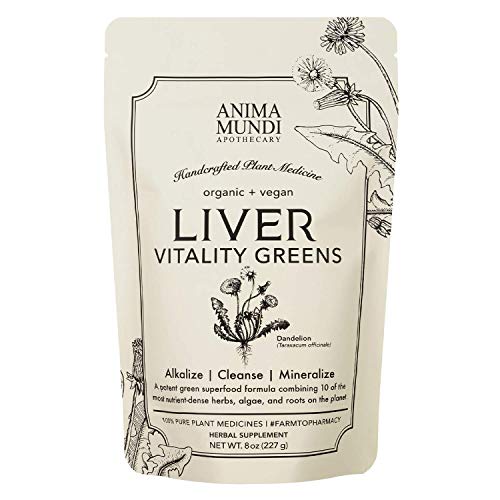 ANIMA
MUNDI
APOTHECARY
Handcrafted Plant Medicine
organic + vegan
LIVER
VITALITY GREENS
Dandelion
(Taraxacum officinale)
Alkalize | Cleanse | Mineralize
A potent green superfood formula combining 10 of the
most nutrient-dense herbs, algae, and roots on the planet.
100% PURE PLANT MEDICINES | #FARMTOPHARMACY
HERBAL SUPPLEMENT
NET WT. 8oz (227 g)